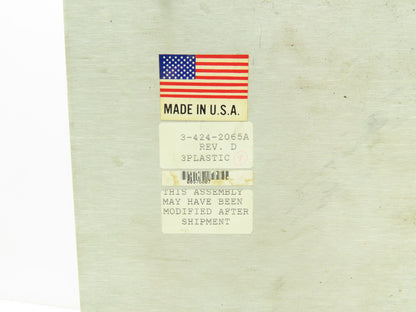 MADE IN U.S.A.
3-424-2065A
REV. D
3PLASTIC
THIS ASSEMBLY
MAY HAVE BEEN
MODIFIED AFTER
SHIPMENT